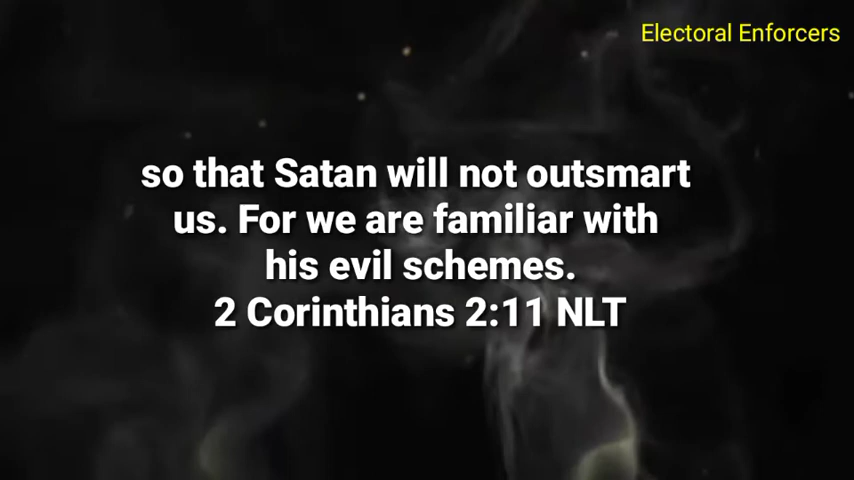 Electoral Enforcers
so that Satan will not outsmart
us. For we are familiar with
his evil schemes.
2 Corinthians 2:11 NLT